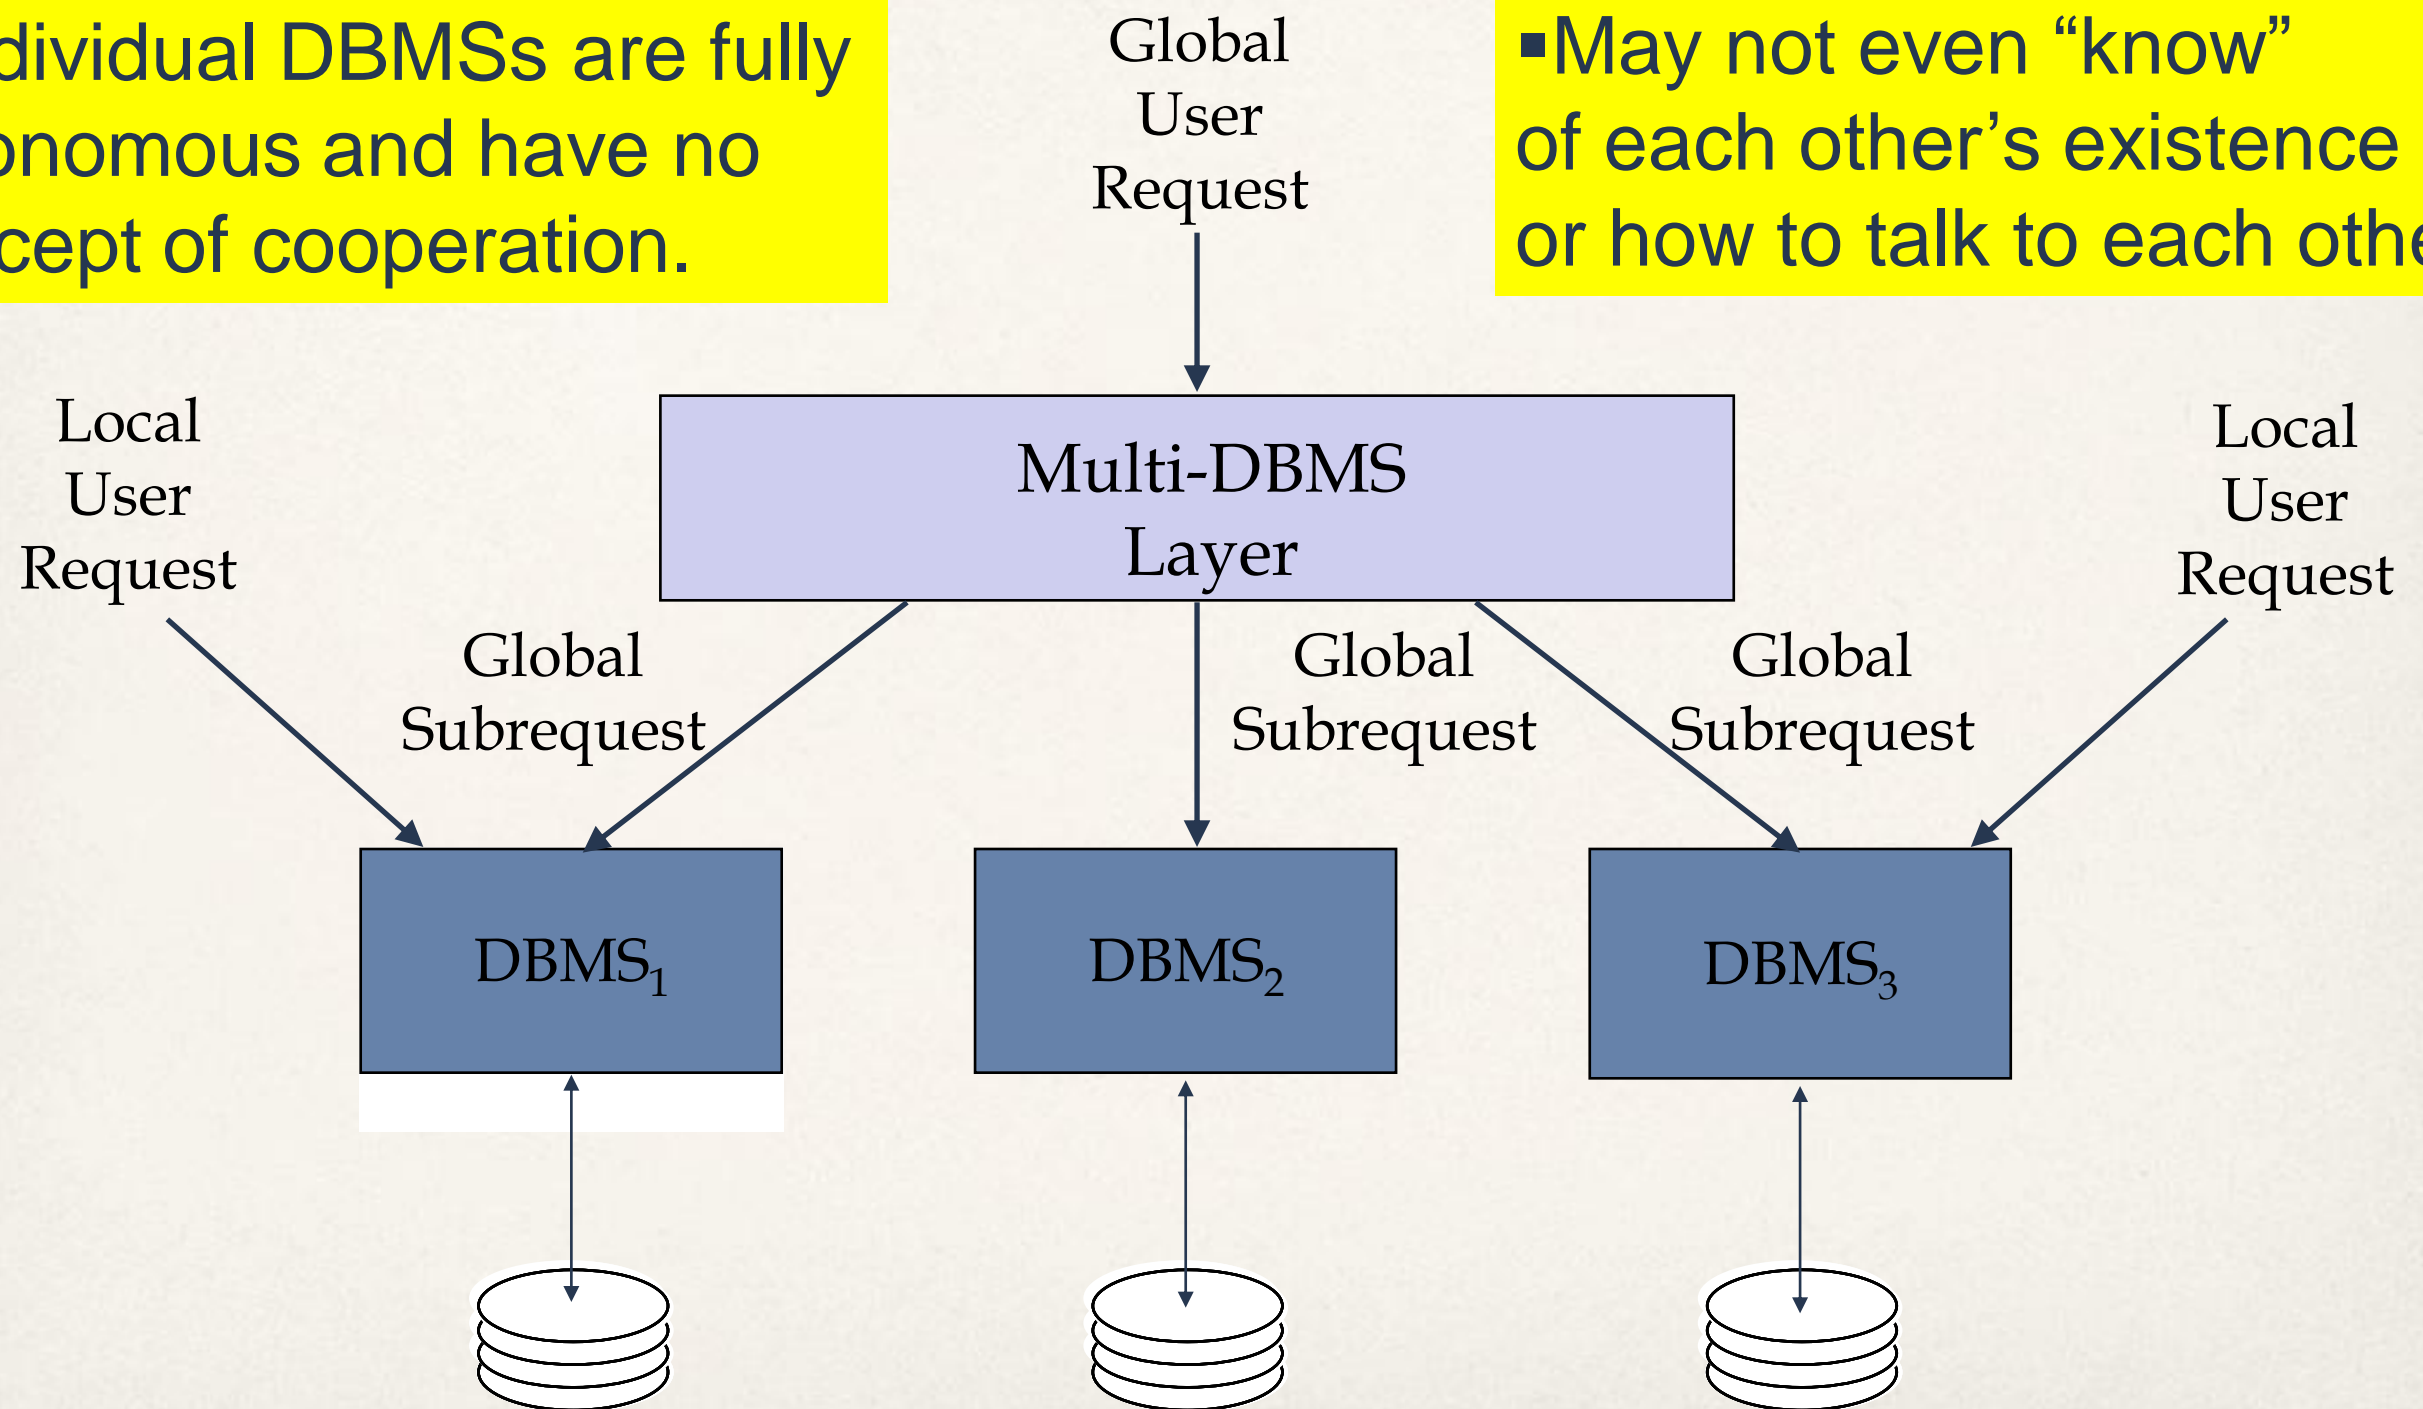 dividual DBMSs are fully
onomous and have no
cept of cooperation.
Global
User
Request
▪May not even “know”
of each other’s existence
or how to talk to each othe
Local
User
Request
Multi-DBMS
Layer
Local
User
Request
Global
Subrequest
Global
Subrequest
Global
Subrequest
DBMS₁
DBMS₂
DBMS₃